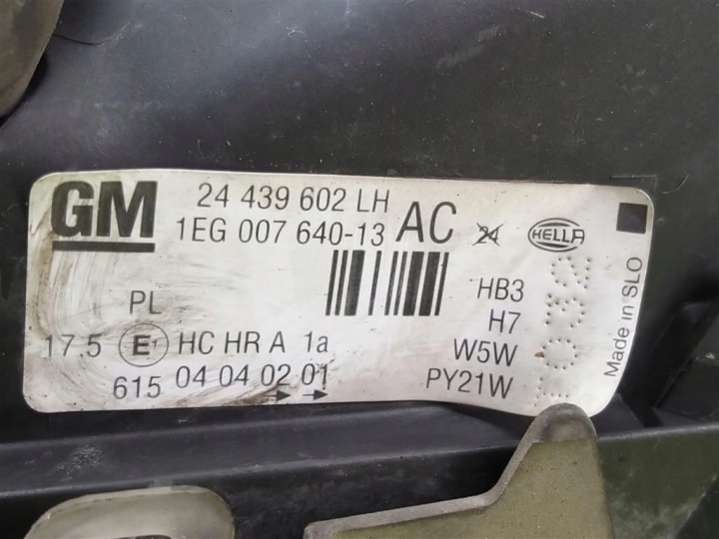 GM
24 439 602 LH
1EG 007 640-13 AC
24
HELLA
PL
HB3
H7
17.5 E1 HC HR A 1a
W5W
615 04 04 02 01
PY21W
Made in SLO